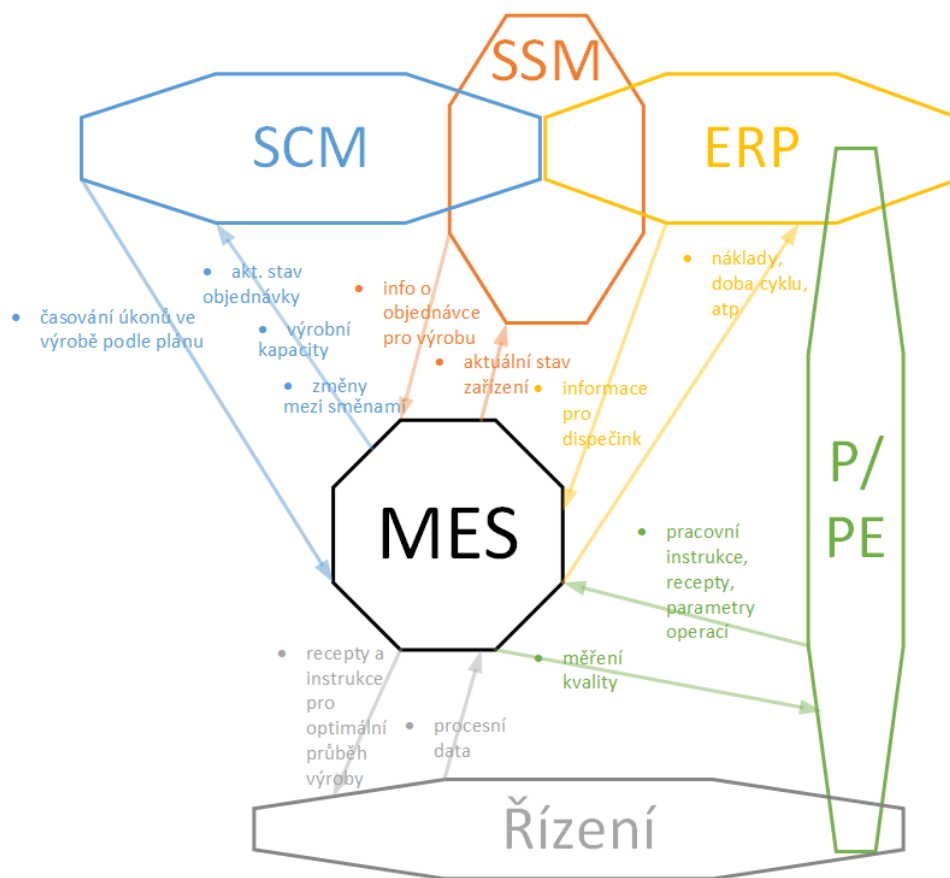 SSM
SCM
ERP
• náklady,
doba cyklu,
atp
• akt. stav
objednávky
• info o
objednávce
pro výrobu
• časování úkonů ve
výrobě podle plánu
• výrobní
kapacity
• aktuální stav
zařízení
• změny
mezi směnami
• informace
pro
dispečink
P/
PE
MES
• pracovní
instrukce,
recepty,
parametry
operací
• recepty a
instrukce
pro
optimální
průběh
výroby
• měření
kvality
• procesní
data
Řízení